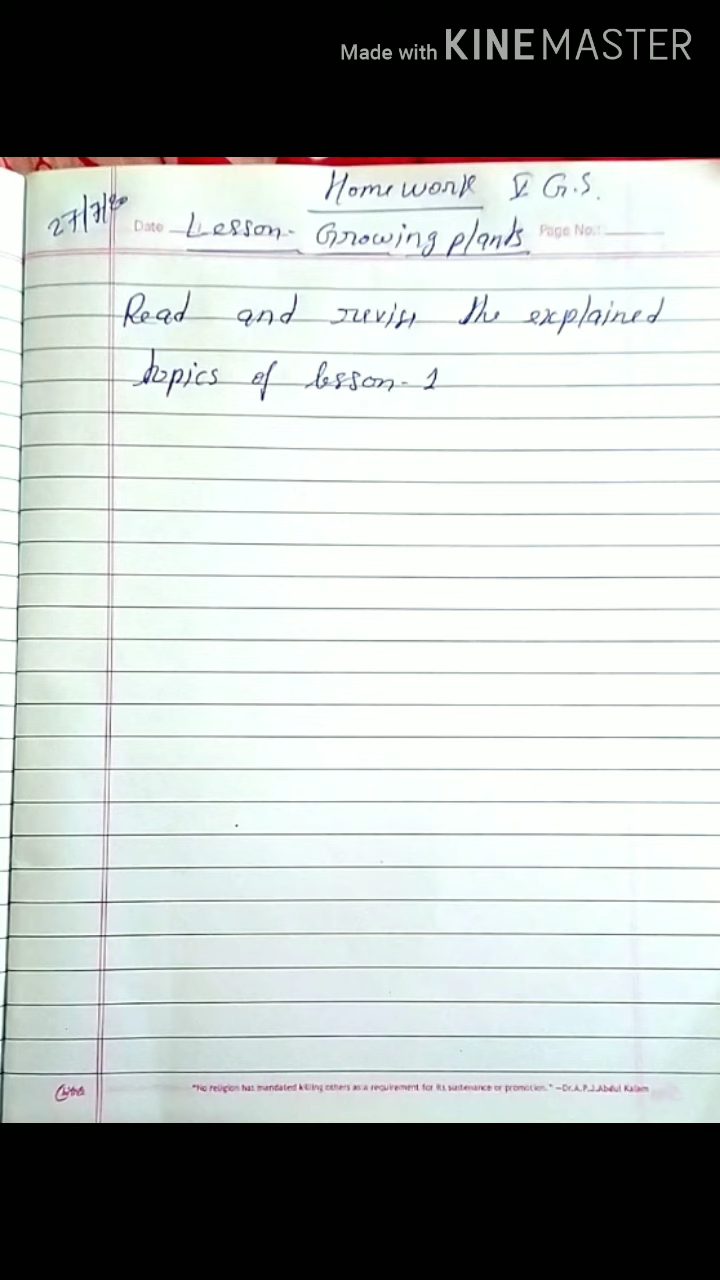 Made with KINEMASTER
Homework V G.S.
27/7/20
Date Lesson- Growing plants Page No.:
Read and revise the explained
topics of lesson-1
"No religion has mandated killing others as a requirement for its sustenance or promotion." —Dr.A.P.J.Abdul Kalam